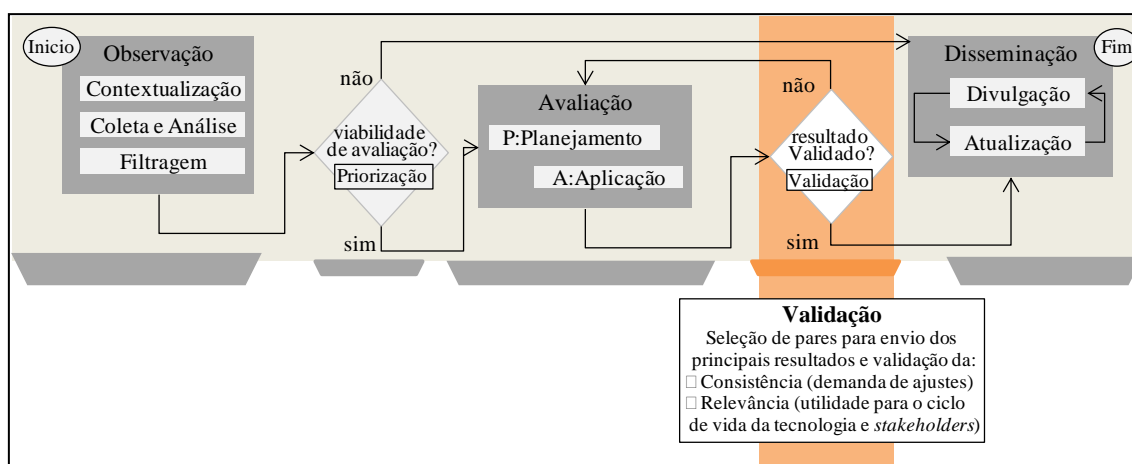 Inicio
Observação
Contextualização
Coleta e Análise
Filtragem
não
viabilidade
de avaliação?
Priorização
sim
Avaliação
P:Planejamento
A:Aplicação
não
resultado
Validado?
Validação
sim
Disseminação
Fim
Divulgação
Atualização
Validação
Seleção de pares para envio dos
principais resultados e validação da:
Consistência (demanda de ajustes)
Relevância (utilidade para o ciclo
de vida da tecnologia e stakeholders)